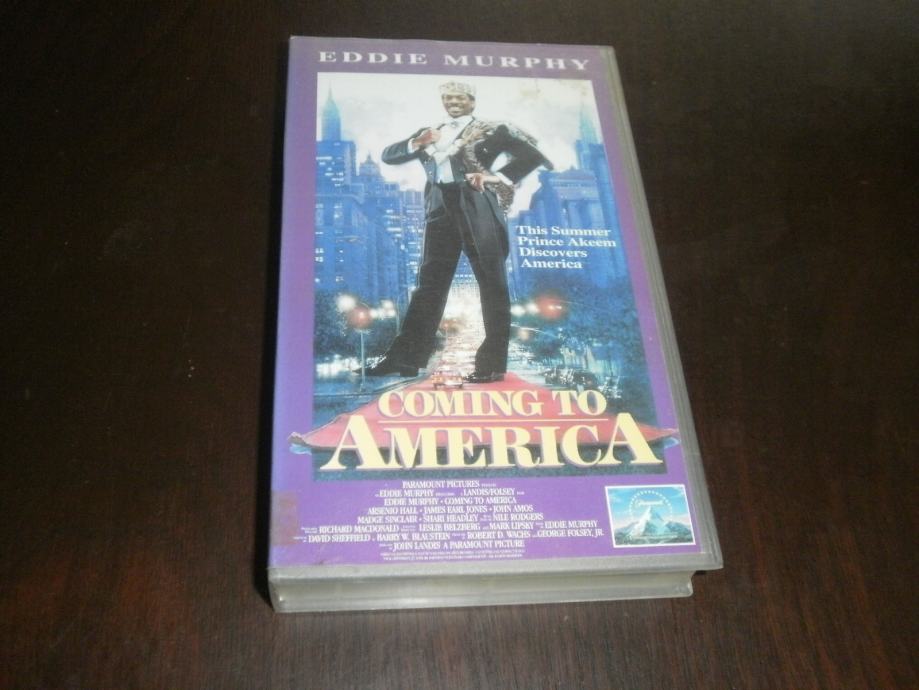 EDDIE MURPHY
This Summer
Prince Akeem
Discovers
America
COMING TO
AMERICA
PARAMOUNT PICTURES
EDDIE MURPHY LANDIS/FOLSEY
EDDIE MURPHY · COMING TO AMERICA
ARSENIO HALL · JAMES EARL JONES · JOHN AMOS
MADGE SINCLAIR · SHARI HEADLEY NILE RODGERS
RICHARD MACDONALD LESLIE BELZBERG MARK LIPSKY EDDIE MURPHY
DAVID SHEFFIELD & BARRY W. BLAUSTEIN ROBERT D. WACHS GEORGE FOLSEY, JR.
JOHN LANDIS A PARAMOUNT PICTURE